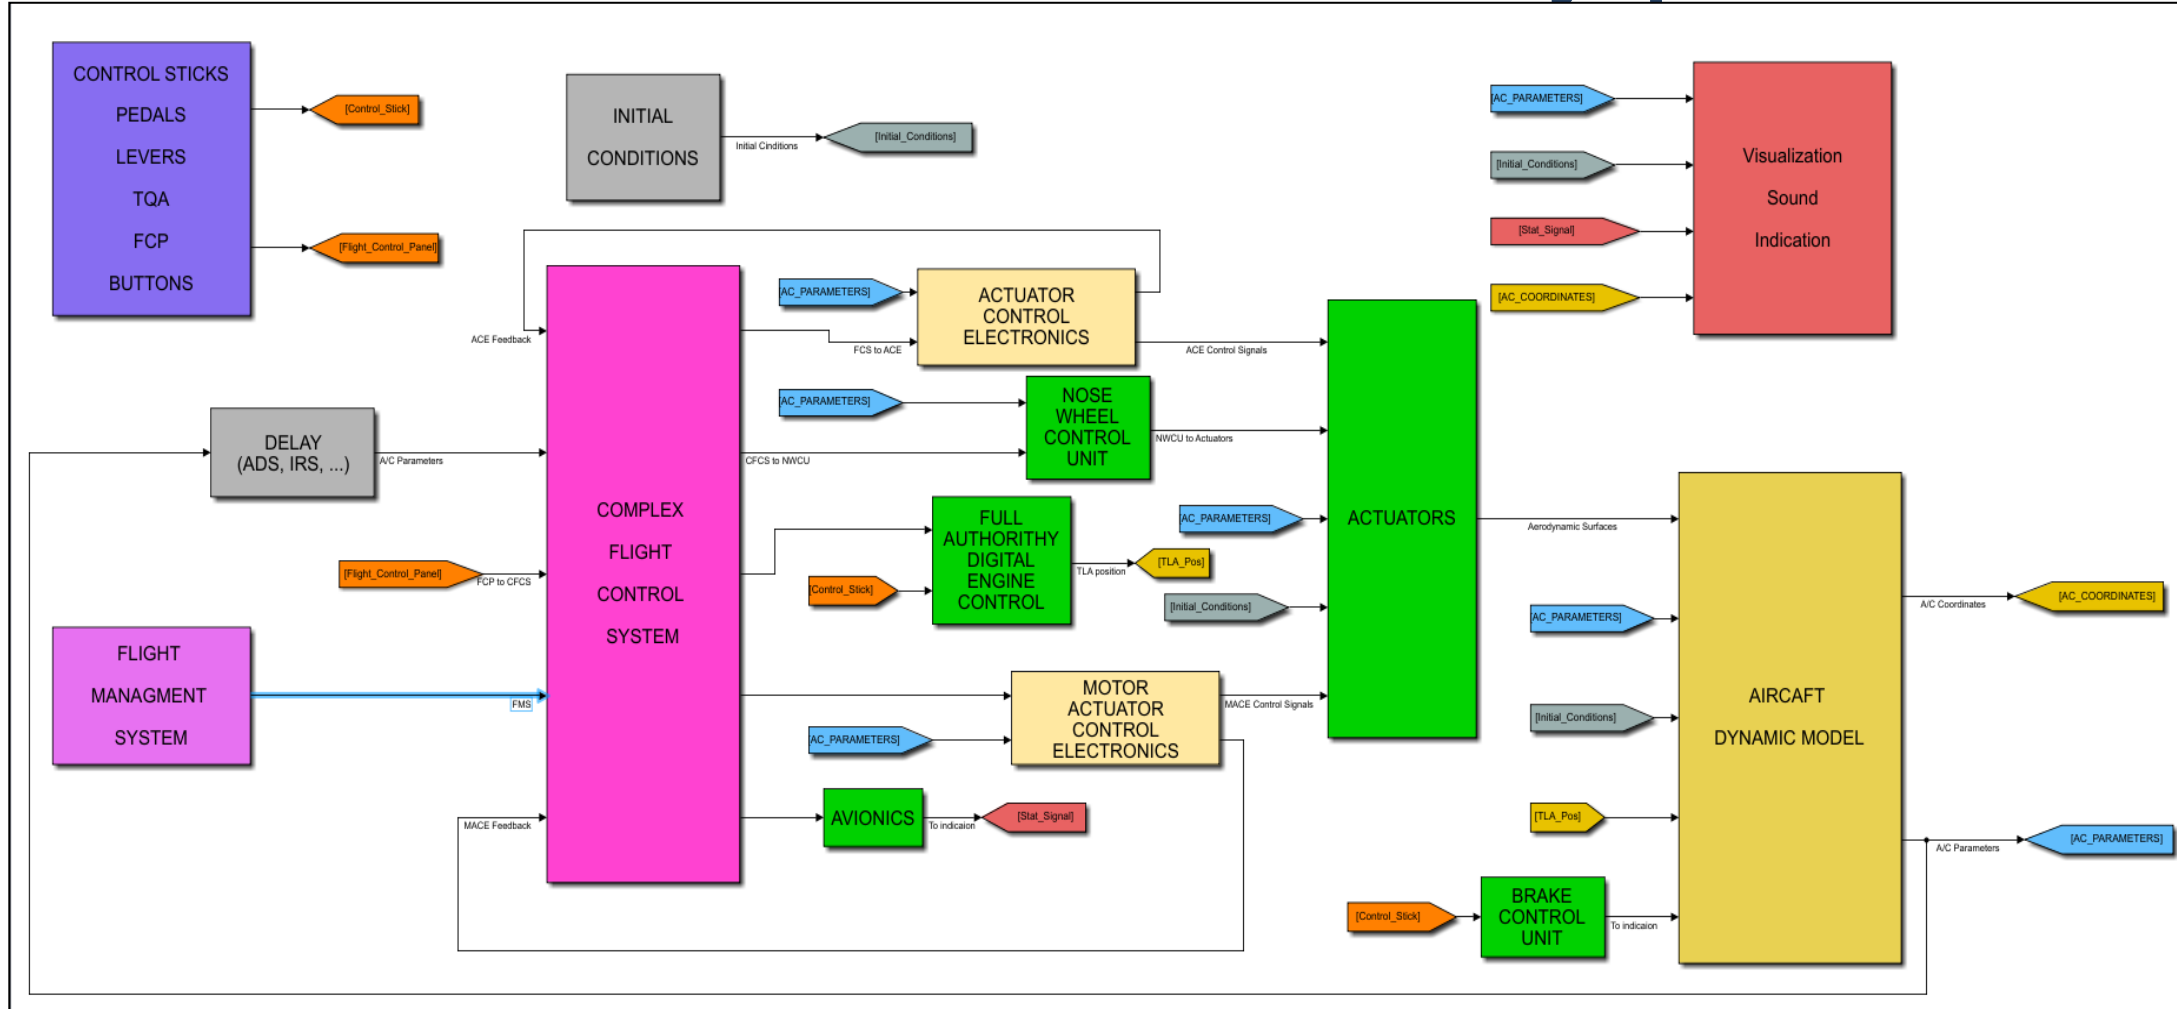 CONTROL STICKS
PEDALS
LEVERS
TQA
FCP
BUTTONS
[Control_Stick]
[Flight_Control_Panel]
INITIAL
CONDITIONS
Initial Cinditions
[Initial_Conditions]
[AC_PARAMETERS]
[Initial_Conditions]
[Stat_Signal]
[AC_COORDINATES]
Visualization
Sound
Indication
ACE Feedback
DELAY
(ADS, IRS, ...)
A/C Parameters
[Flight_Control_Panel]
FCP to CFCS
FLIGHT
MANAGMENT
SYSTEM
FMS
MACE Feedback
COMPLEX
FLIGHT
CONTROL
SYSTEM
[AC_PARAMETERS]
FCS to ACE
ACTUATOR
CONTROL
ELECTRONICS
ACE Control Signals
[AC_PARAMETERS]
CFCS to NWCU
NOSE
WHEEL
CONTROL
UNIT
NWCU to Actuators
FULL
AUTHORITHY
DIGITAL
ENGINE
CONTROL
[Control_Stick]
TLA position
[TLA_Pos]
[AC_PARAMETERS]
[Initial_Conditions]
MOTOR
ACTUATOR
CONTROL
ELECTRONICS
[AC_PARAMETERS]
MACE Control Signals
AVIONICS
To indicaion
[Stat_Signal]
ACTUATORS
Aerodynamic Surfaces
[AC_PARAMETERS]
[Initial_Conditions]
[TLA_Pos]
[Control_Stick]
BRAKE
CONTROL
UNIT
To indicaion
AIRCAFT
DYNAMIC MODEL
A/C Coordinates
[AC_COORDINATES]
A/C Parameters
[AC_PARAMETERS]